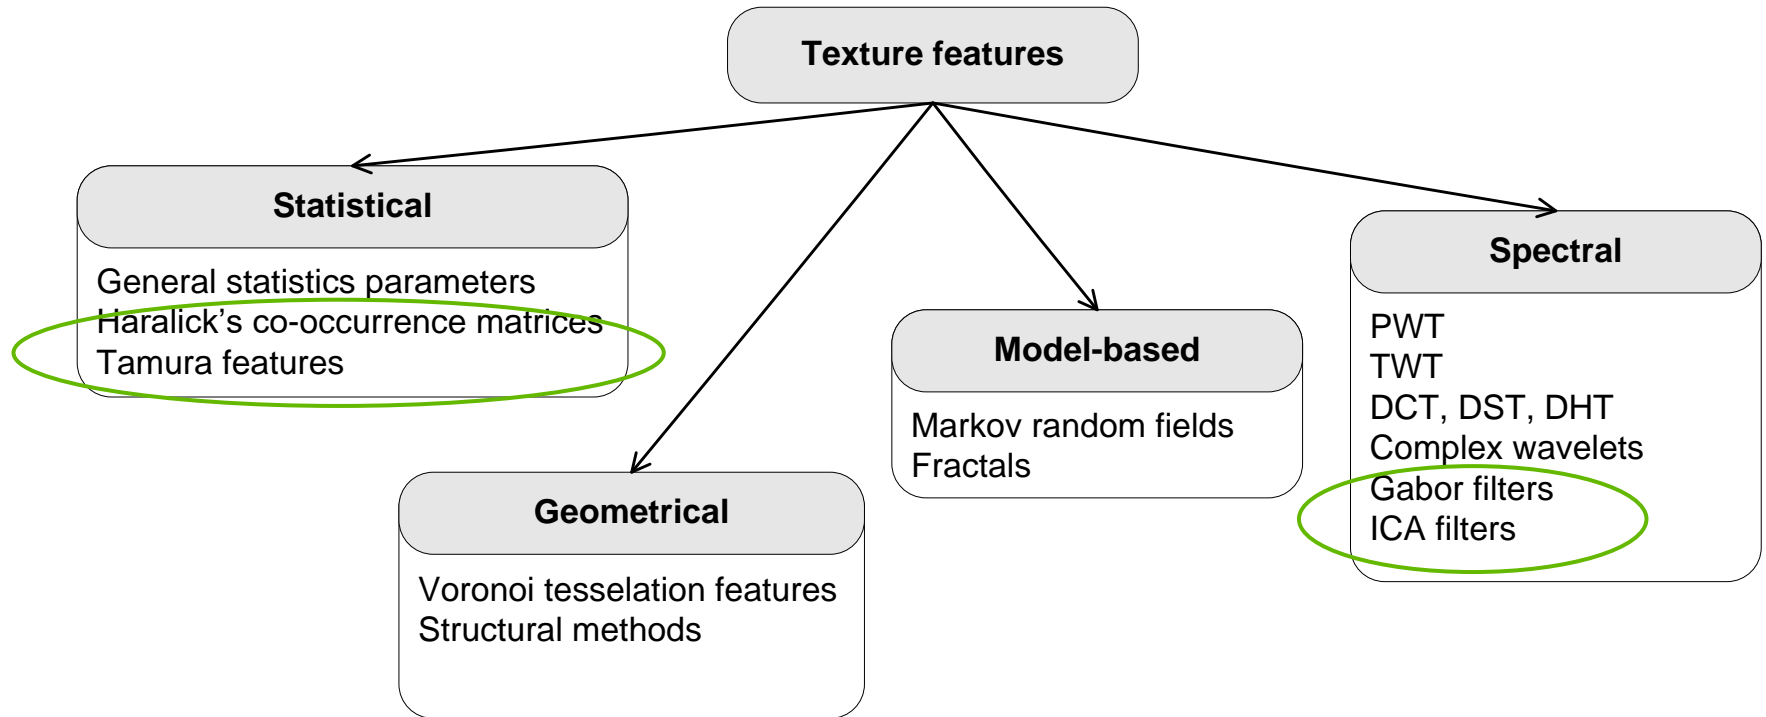 Texture features
Statistical
General statistics parameters
Haralick’s co-occurrence matrices
Tamura features
Geometrical
Voronoi tesselation features
Structural methods
Model-based
Markov random fields
Fractals
Spectral
PWT
TWT
DCT, DST, DHT
Complex wavelets
Gabor filters
ICA filters